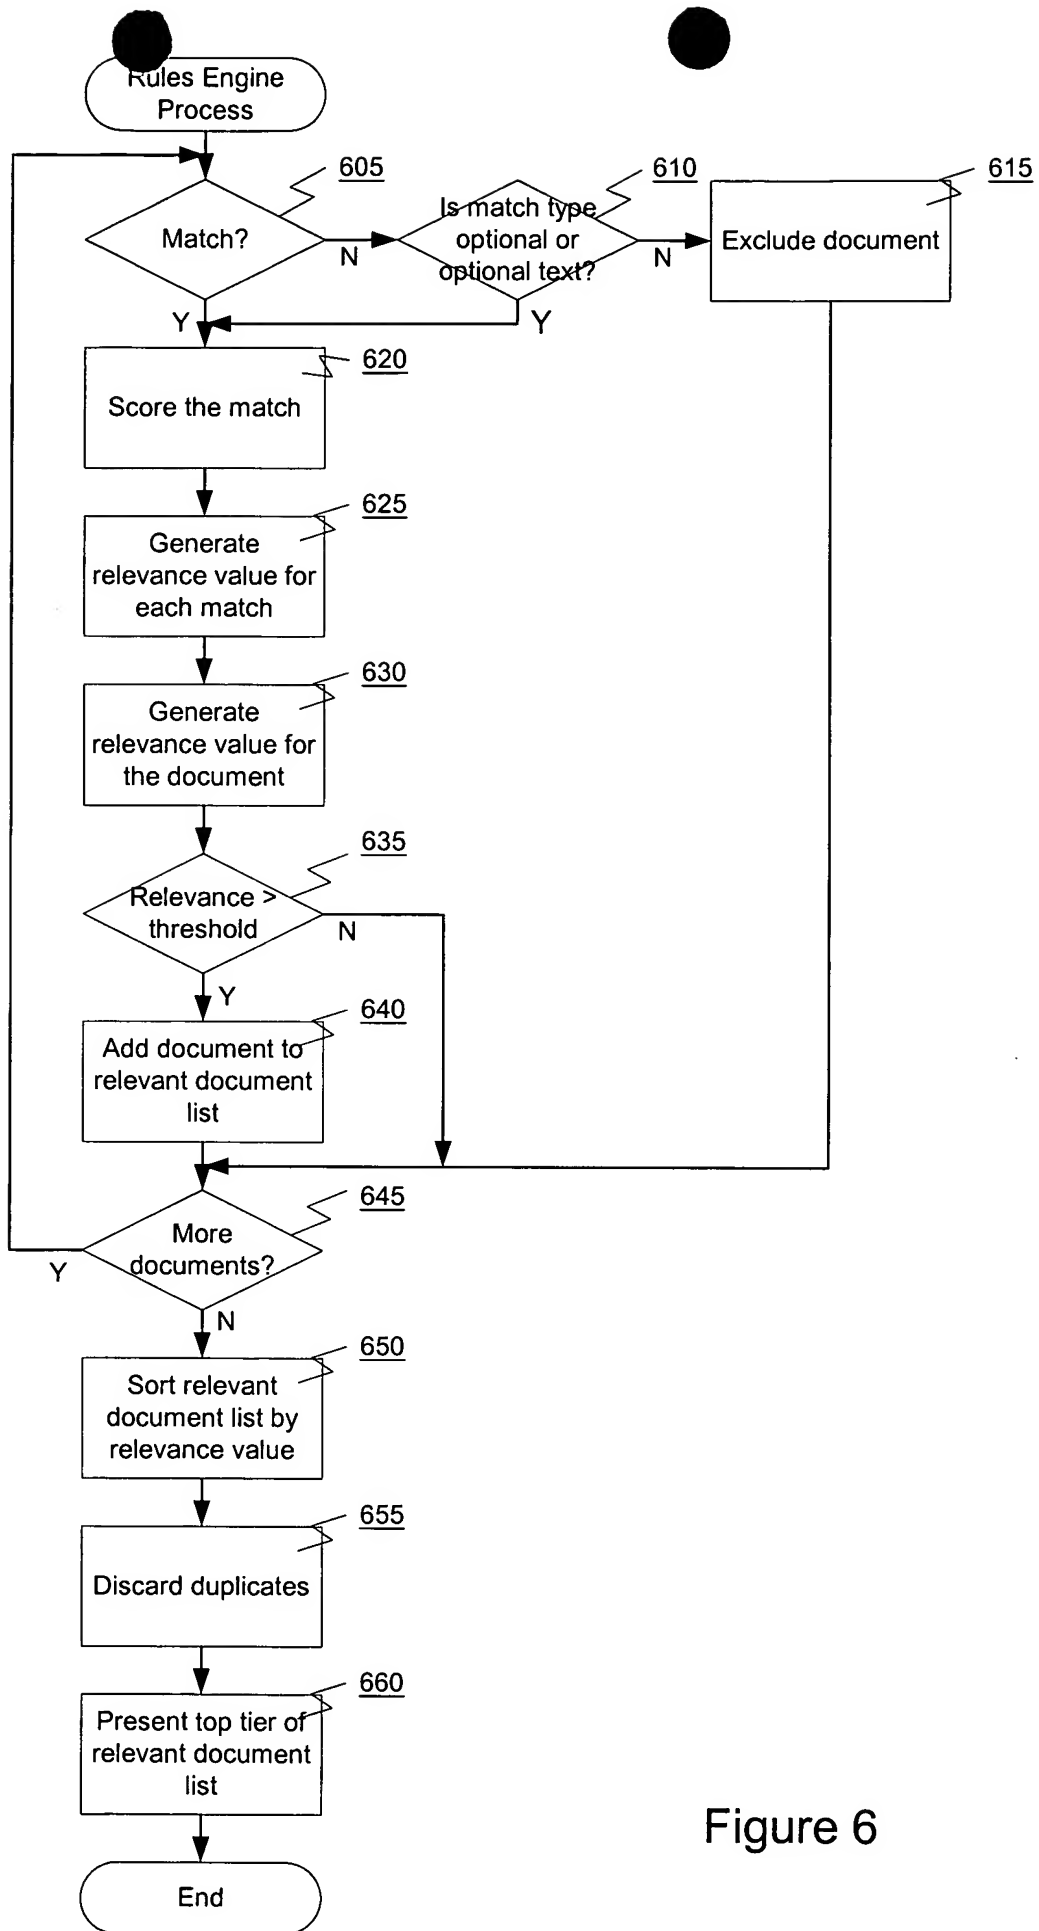 Rules Engine
Process
605
610
615
Match?
N
Is match type
optional or
optional text?
N
Exclude document
Y
Y
620
Score the match
625
Generate
relevance value for
each match
630
Generate
relevance value for
the document
635
Relevance >
threshold
N
Y
640
Add document to
relevant document
list
645
More
documents?
Y
N
650
Sort relevant
document list by
relevance value
655
Discard duplicates
660
Present top tier of
relevant document
list
End
Figure 6